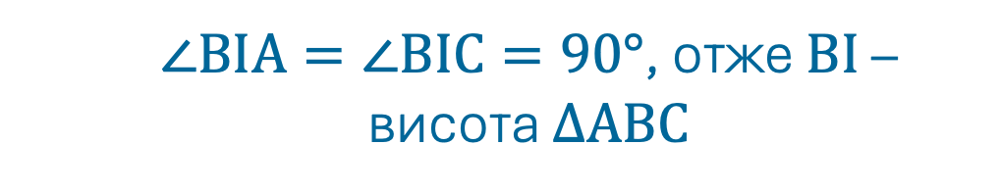 ∠BIA = ∠BIC = 90°, отже BI –
висота ΔABC